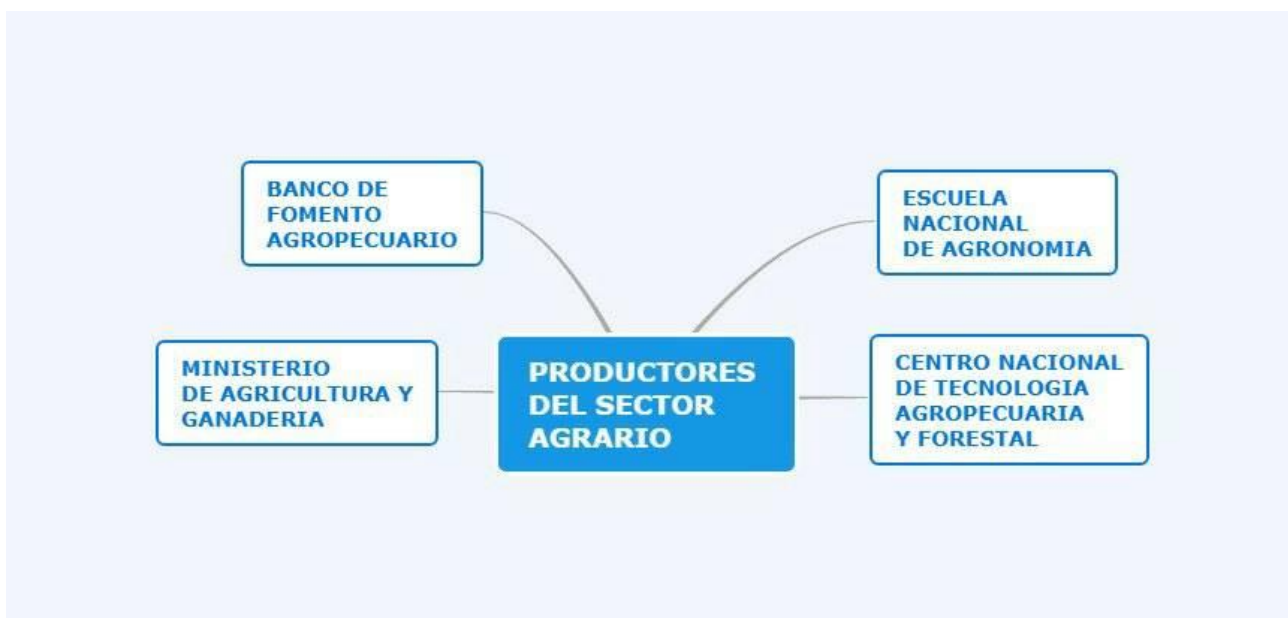 BANCO DE
FOMENTO
AGROPECUARIO
ESCUELA
NACIONAL
DE AGRONOMIA
MINISTERIO
DE AGRICULTURA Y
GANADERIA
PRODUCTORES
DEL SECTOR
AGRARIO
CENTRO NACIONAL
DE TECNOLOGIA
AGROPECUARIA
Y FORESTAL